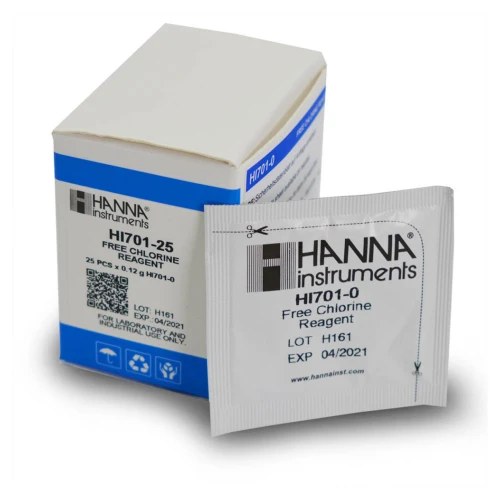 HANNA
instruments
HI701-25
FREE CHLORINE
REAGENT
25 PCS x 0.12 g HI701-0
LOT: H161
EXP 04/2021
FOR LABORATORY AND
INDUSTRIAL USE ONLY.
HI701-0
HANNA
instruments
HI701-0
Free Chlorine
Reagent
LOT H161
EXP 04/2021
www.hannainst.com